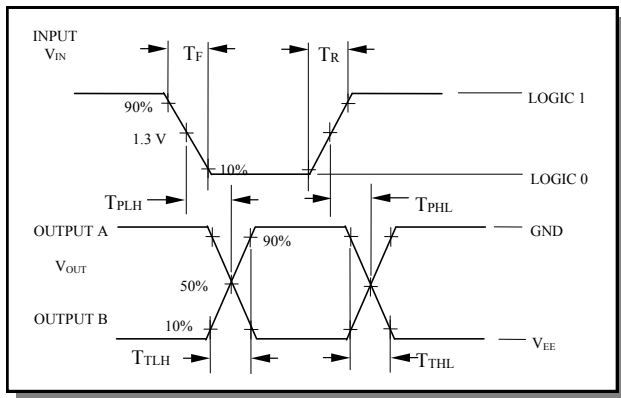 INPUT
VIN
TF
TR
90%
LOGIC 1
1.3 V
10%
LOGIC 0
TPLH
TPHL
OUTPUT A
90%
GND
VOUT
50%
OUTPUT B
10%
VEE
TTLH
TTHL